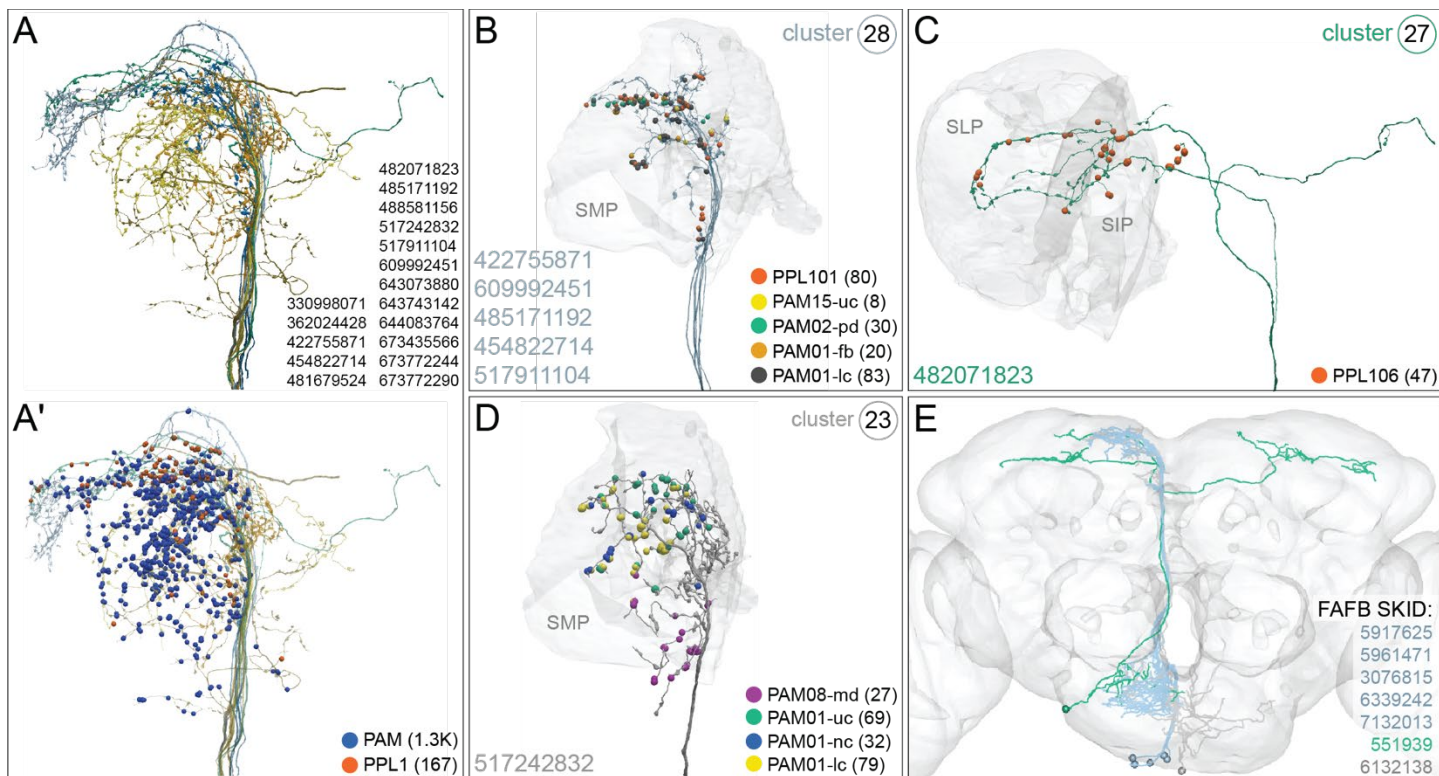 A
482071823
485171192
488581156
517242832
517911104
609992451
643073880
330998071 643743142
362024428 644083764
422755871 673435566
454822714 673772244
481679524 673772290
B
cluster 28
SMP
422755871
609992451
485171192
454822714
517911104
PPL101 (80)
PAM15-uc (8)
PAM02-pd (30)
PAM01-fb (20)
PAM01-lc (83)
C
cluster 27
SLP
SIP
482071823
PPL106 (47)
A'
PAM (1.3K)
PPL1 (167)
D
cluster 23
SMP
517242832
PAM08-md (27)
PAM01-uc (69)
PAM01-nc (32)
PAM01-lc (79)
E
FAFB SKID:
5917625
5961471
3076815
6339242
7132013
551939
6132138